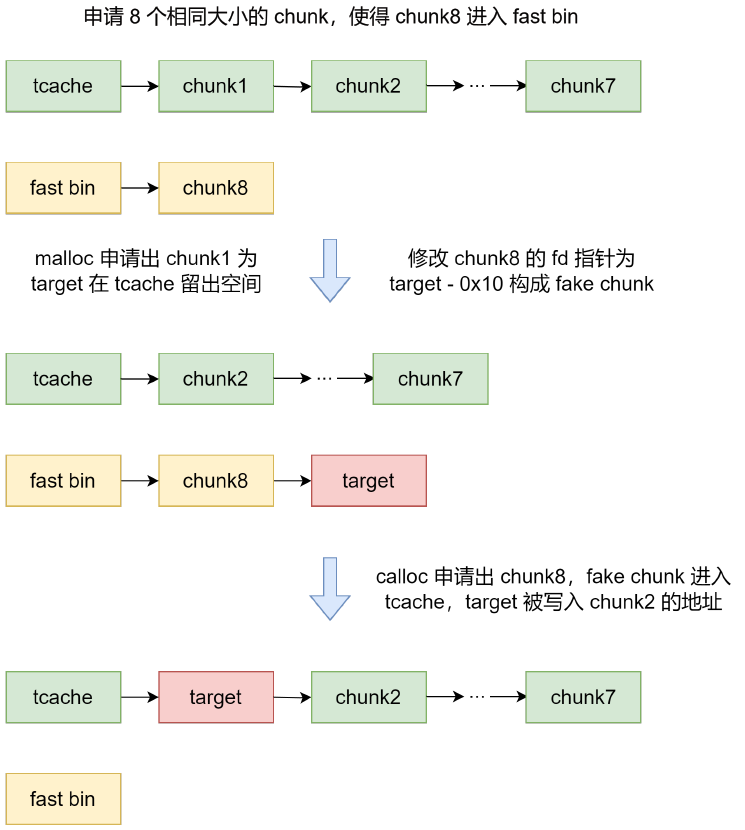 申请 8 个相同大小的 chunk，使得 chunk8 进入 fast bin
tcache chunk1 chunk2 ... chunk7
fast bin chunk8
malloc 申请出 chunk1 为
target 在 tcache 留出空间
修改 chunk8 的 fd 指针为
target - 0x10 构成 fake chunk
tcache chunk2 ... chunk7
fast bin chunk8 target
calloc 申请出 chunk8，fake chunk 进入
tcache，target 被写入 chunk2 的地址
tcache target chunk2 ... chunk7
fast bin